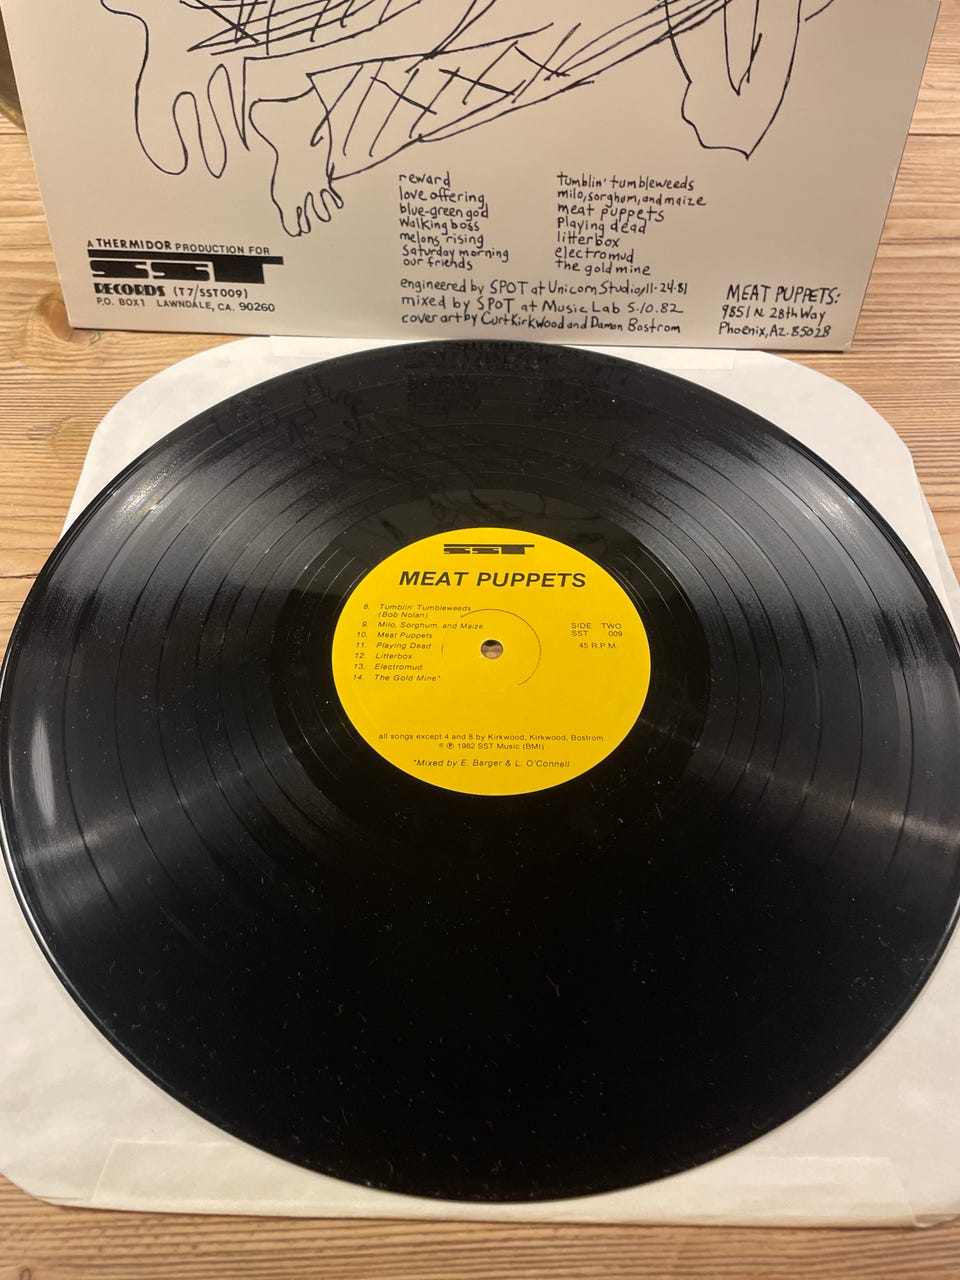 reward
love offering
blue-green god
Walking boss
melons rising
Saturday morning
our friends
tumblin' tumbleweeds
milo, sorghum, and maize
meat puppets
Playing dead
litterbox
electromud
the gold mine
A THERMIDOR PRODUCTION FOR
SST
RECORDS (T7/SST009)
P.O. BOX 1 LAWNDALE, CA. 90260
engineered by SPOT at Unicorn Studio/11·24·81
mixed by SPOT at Music Lab 5·10·82
cover art by Curt Kirkwood and Damon Bostrom
MEAT PUPPETS:
9851 N. 28th Way
Phoenix, Az. 85028
SST
MEAT PUPPETS
8. Tumblin' Tumbleweeds
(Bob Nolan)
9. Milo, Sorghum, and Maize
10. Meat Puppets
11. Playing Dead
12. Litterbox
13. Electromud
14. The Gold Mine*
SIDE TWO
SST 009
45 R.P.M.
all songs except 4 and 8 by Kirkwood, Kirkwood, Bostrom
© ℗ 1982 SST Music (BMI)
*Mixed by E. Barger & L. O'Connell